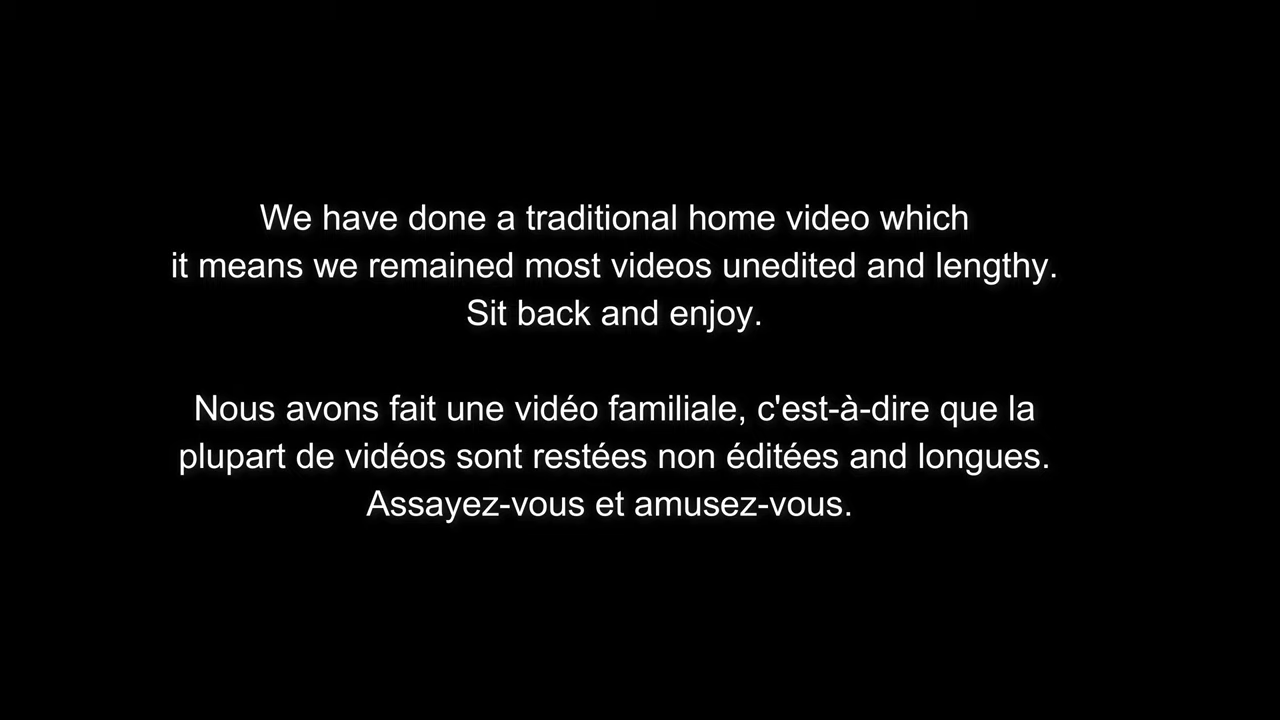 We have done a traditional home video which
it means we remained most videos unedited and lengthy.
Sit back and enjoy.
Nous avons fait une vidéo familiale, c'est-à-dire que la
plupart de vidéos sont restées non éditées and longues.
Assayez-vous et amusez-vous.